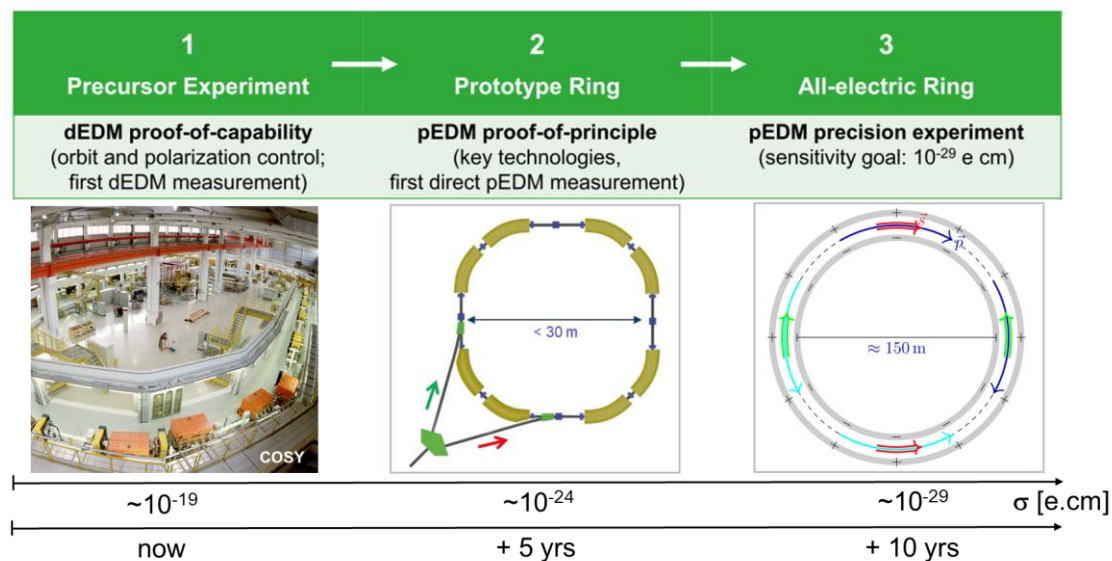 1
Precursor Experiment
2
Prototype Ring
3
All-electric Ring
dEDM proof-of-capability
(orbit and polarization control;
first dEDM measurement)
pEDM proof-of-principle
(key technologies,
first direct pEDM measurement)
pEDM precision experiment
(sensitivity goal: 10⁻²⁹ e cm)
COSY
< 30 m
s⃗
p⃗
≈ 150 m
~10⁻¹⁹
~10⁻²⁴
~10⁻²⁹
σ [e.cm]
now
+ 5 yrs
+ 10 yrs